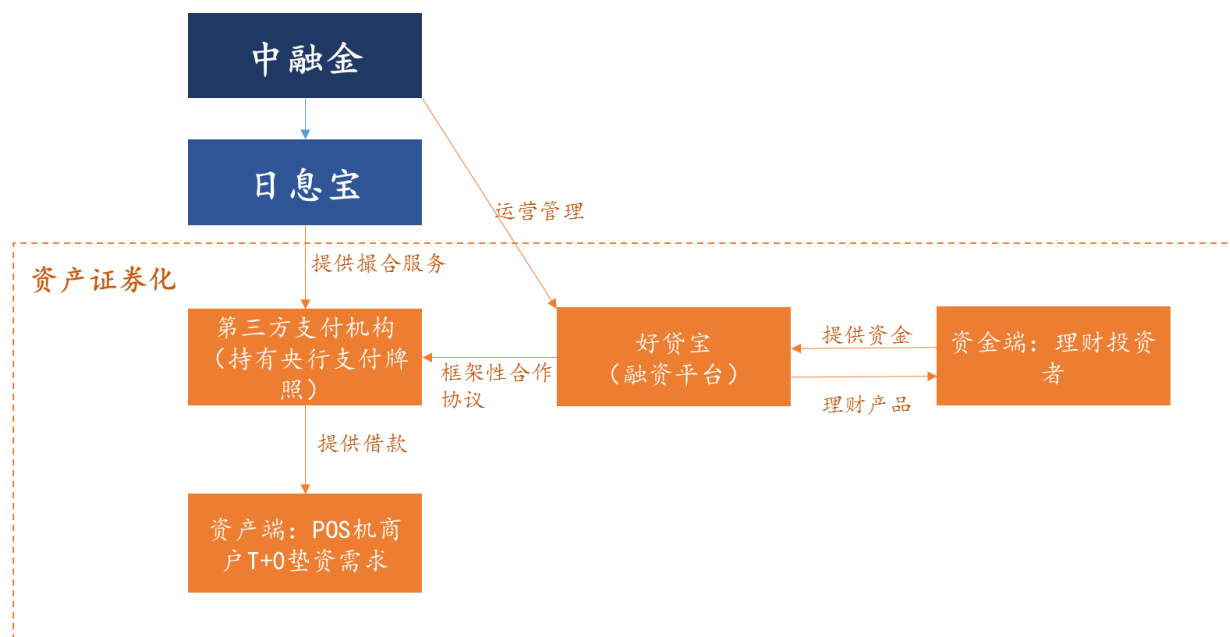 中融金
日息宝
运营管理
提供撮合服务
资产证券化
第三方支付机构
（持有央行支付牌
照）
框架性合作
协议
好贷宝
（融资平台）
提供资金
理财产品
资金端：理财投资
者
提供借款
资产端：POS机商
户T+0垫资需求